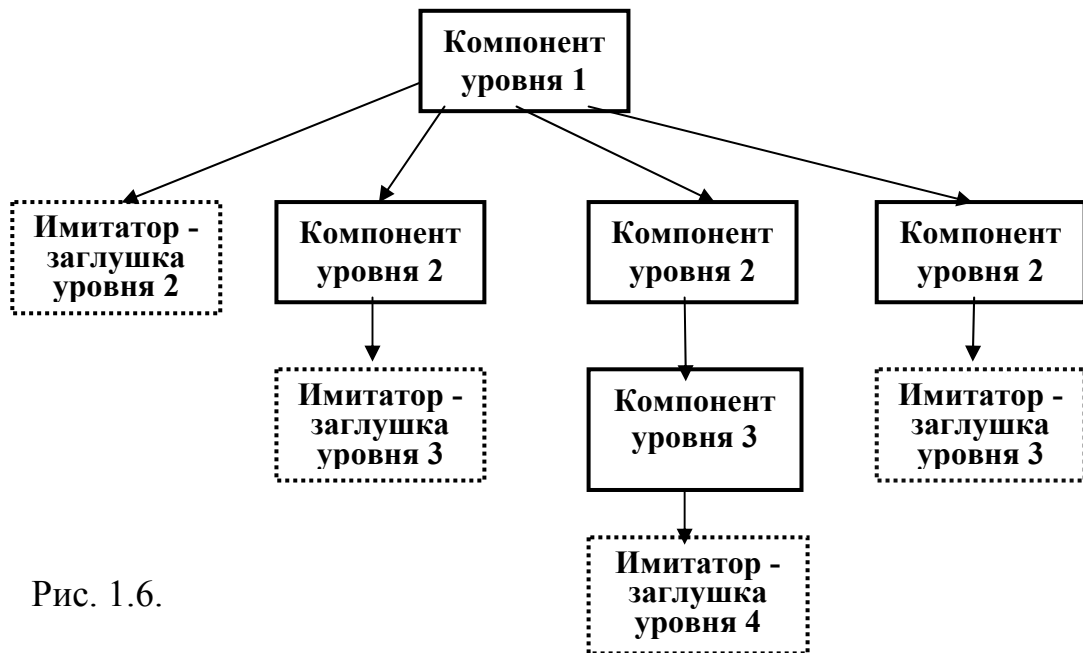 Компонент
уровня 1
Имитатор -
заглушка
уровня 2
Компонент
уровня 2
Компонент
уровня 2
Компонент
уровня 2
Имитатор -
заглушка
уровня 3
Компонент
уровня 3
Имитатор -
заглушка
уровня 3
Имитатор -
заглушка
уровня 4
Рис. 1.6.